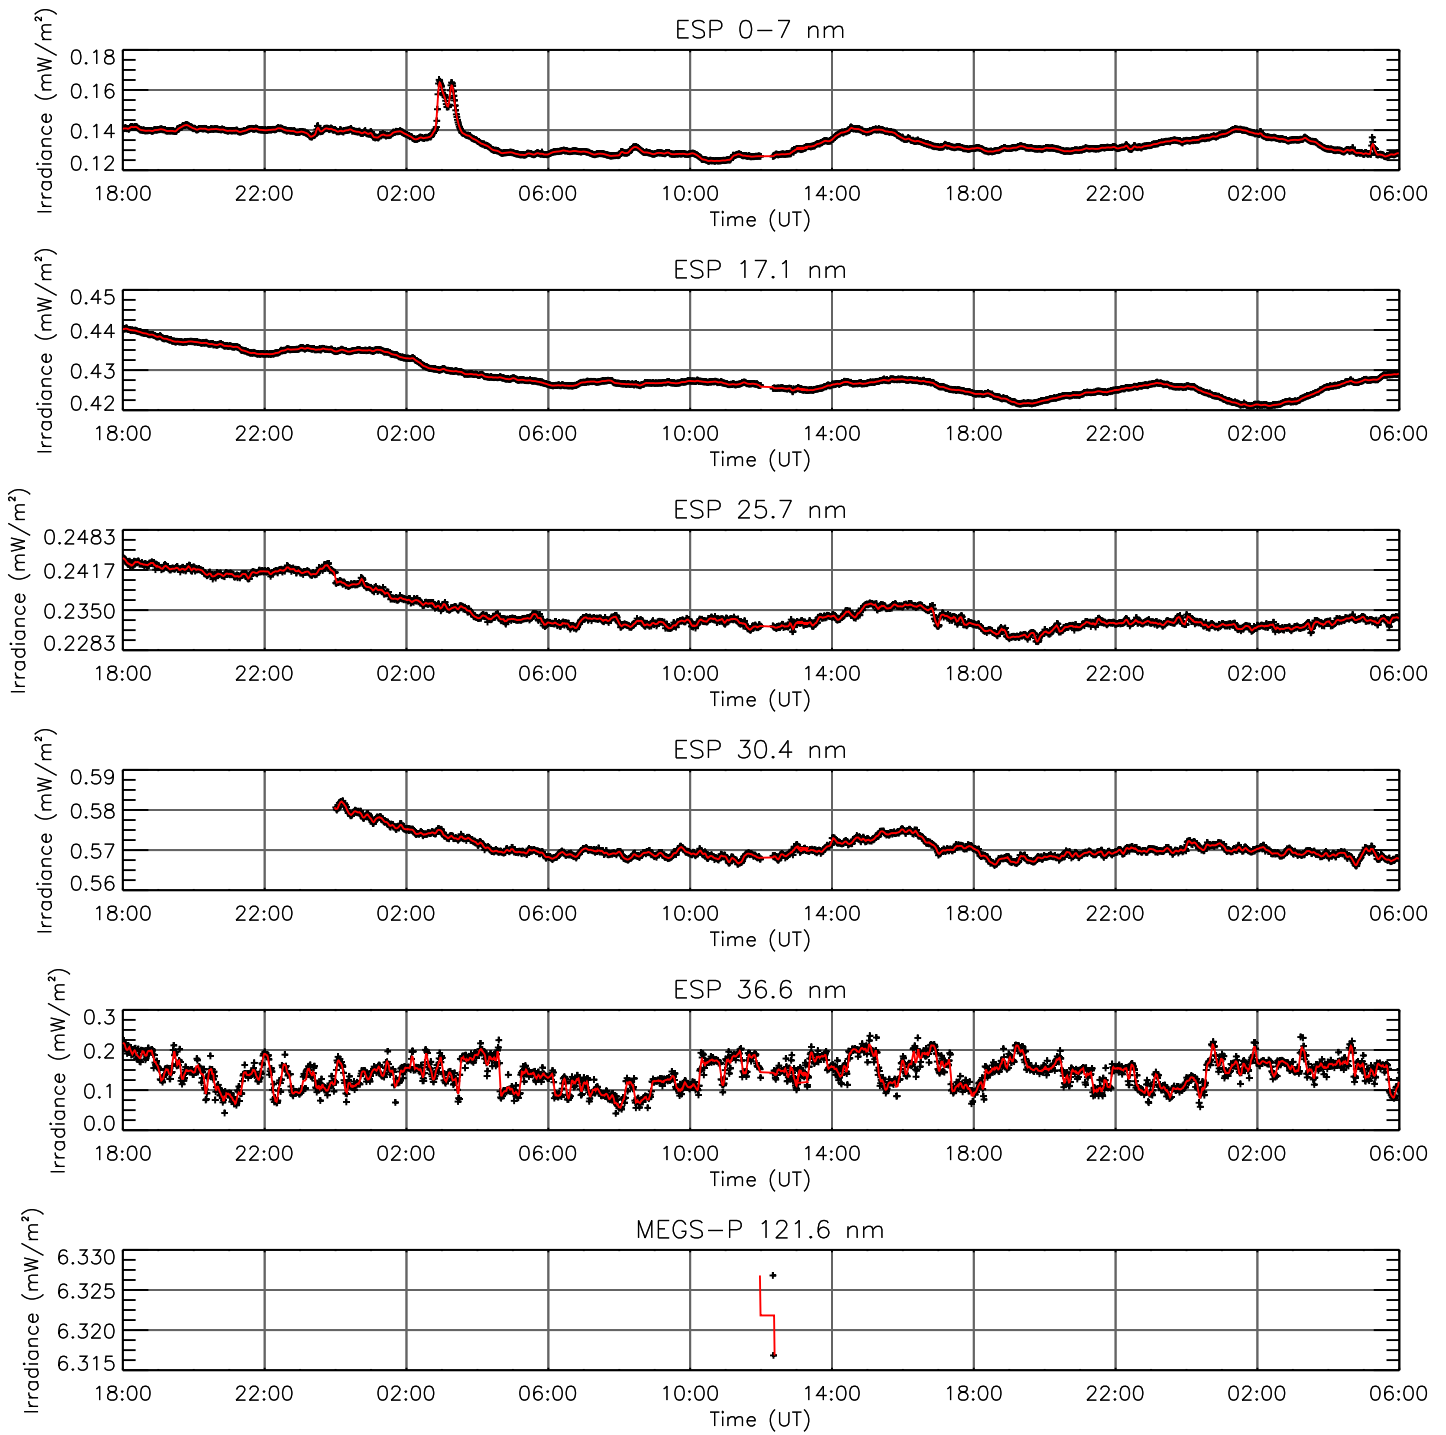 ESP 0-7 nm
Irradiance (mW/m²)
0.18
0.16
0.14
0.12
18:00 22:00 02:00 06:00 10:00 14:00 18:00 22:00 02:00 06:00
Time (UT)
ESP 17.1 nm
Irradiance (mW/m²)
0.45
0.44
0.43
0.42
18:00 22:00 02:00 06:00 10:00 14:00 18:00 22:00 02:00 06:00
Time (UT)
ESP 25.7 nm
Irradiance (mW/m²)
0.2483
0.2417
0.2350
0.2283
18:00 22:00 02:00 06:00 10:00 14:00 18:00 22:00 02:00 06:00
Time (UT)
ESP 30.4 nm
Irradiance (mW/m²)
0.59
0.58
0.57
0.56
18:00 22:00 02:00 06:00 10:00 14:00 18:00 22:00 02:00 06:00
Time (UT)
ESP 36.6 nm
Irradiance (mW/m²)
0.3
0.2
0.1
0.0
18:00 22:00 02:00 06:00 10:00 14:00 18:00 22:00 02:00 06:00
Time (UT)
MEGS-P 121.6 nm
Irradiance (mW/m²)
6.330
6.325
6.320
6.315
18:00 22:00 02:00 06:00 10:00 14:00 18:00 22:00 02:00 06:00
Time (UT)